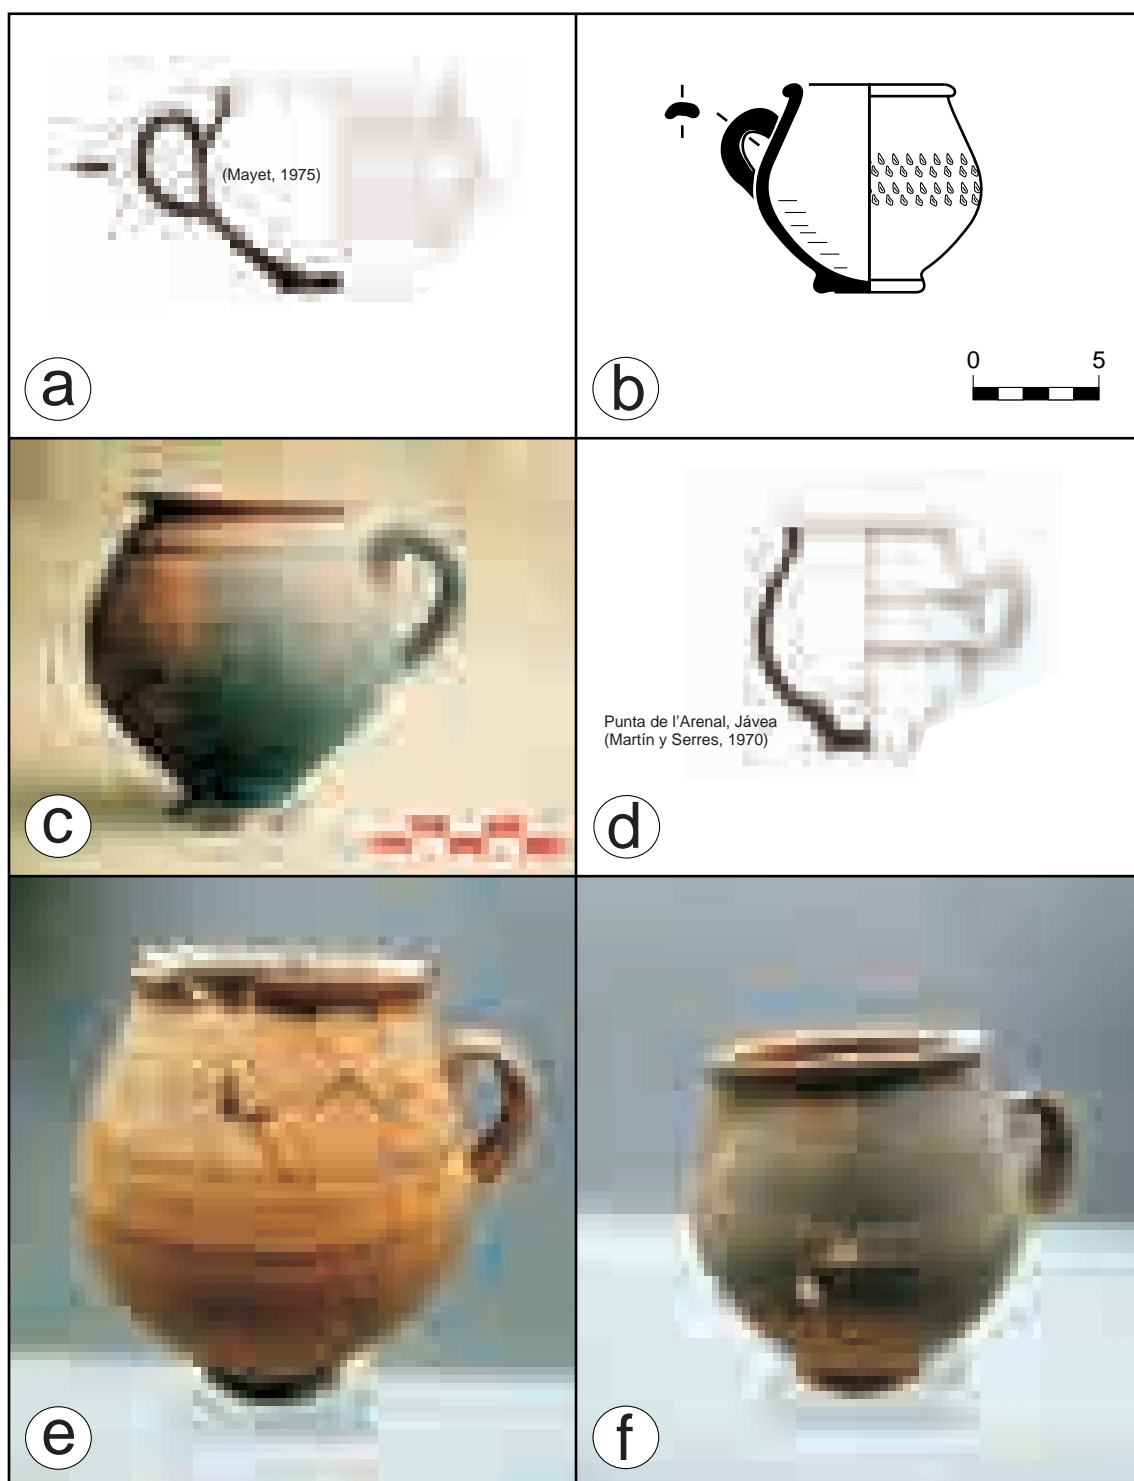 (Mayet, 1975)
a
b
0 5
c
Punta de l'Arenal, Jávea
(Martín y Serres, 1970)
d
e
f